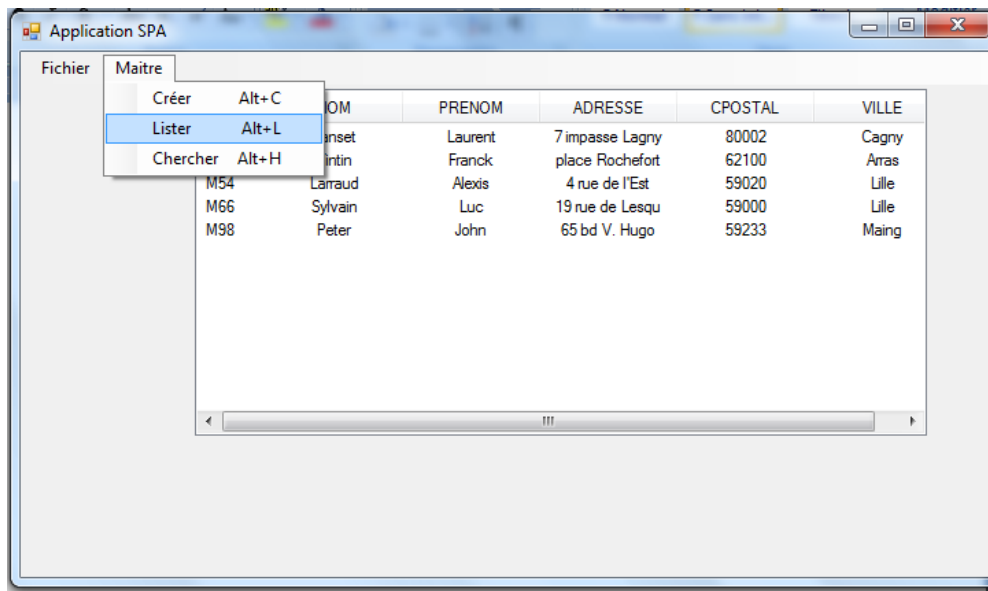 Application SPA
Fichier Maitre
Créer Alt+C
Lister Alt+L
Chercher Alt+H
PRENOM ADRESSE CPOSTAL VILLE
Laurent 7 impasse Lagny 80002 Cagny
Franck place Rochefort 62100 Arras
M54 Larraud Alexis 4 rue de l'Est 59020 Lille
M66 Sylvain Luc 19 rue de Lesqu 59000 Lille
M98 Peter John 65 bd V. Hugo 59233 Maing